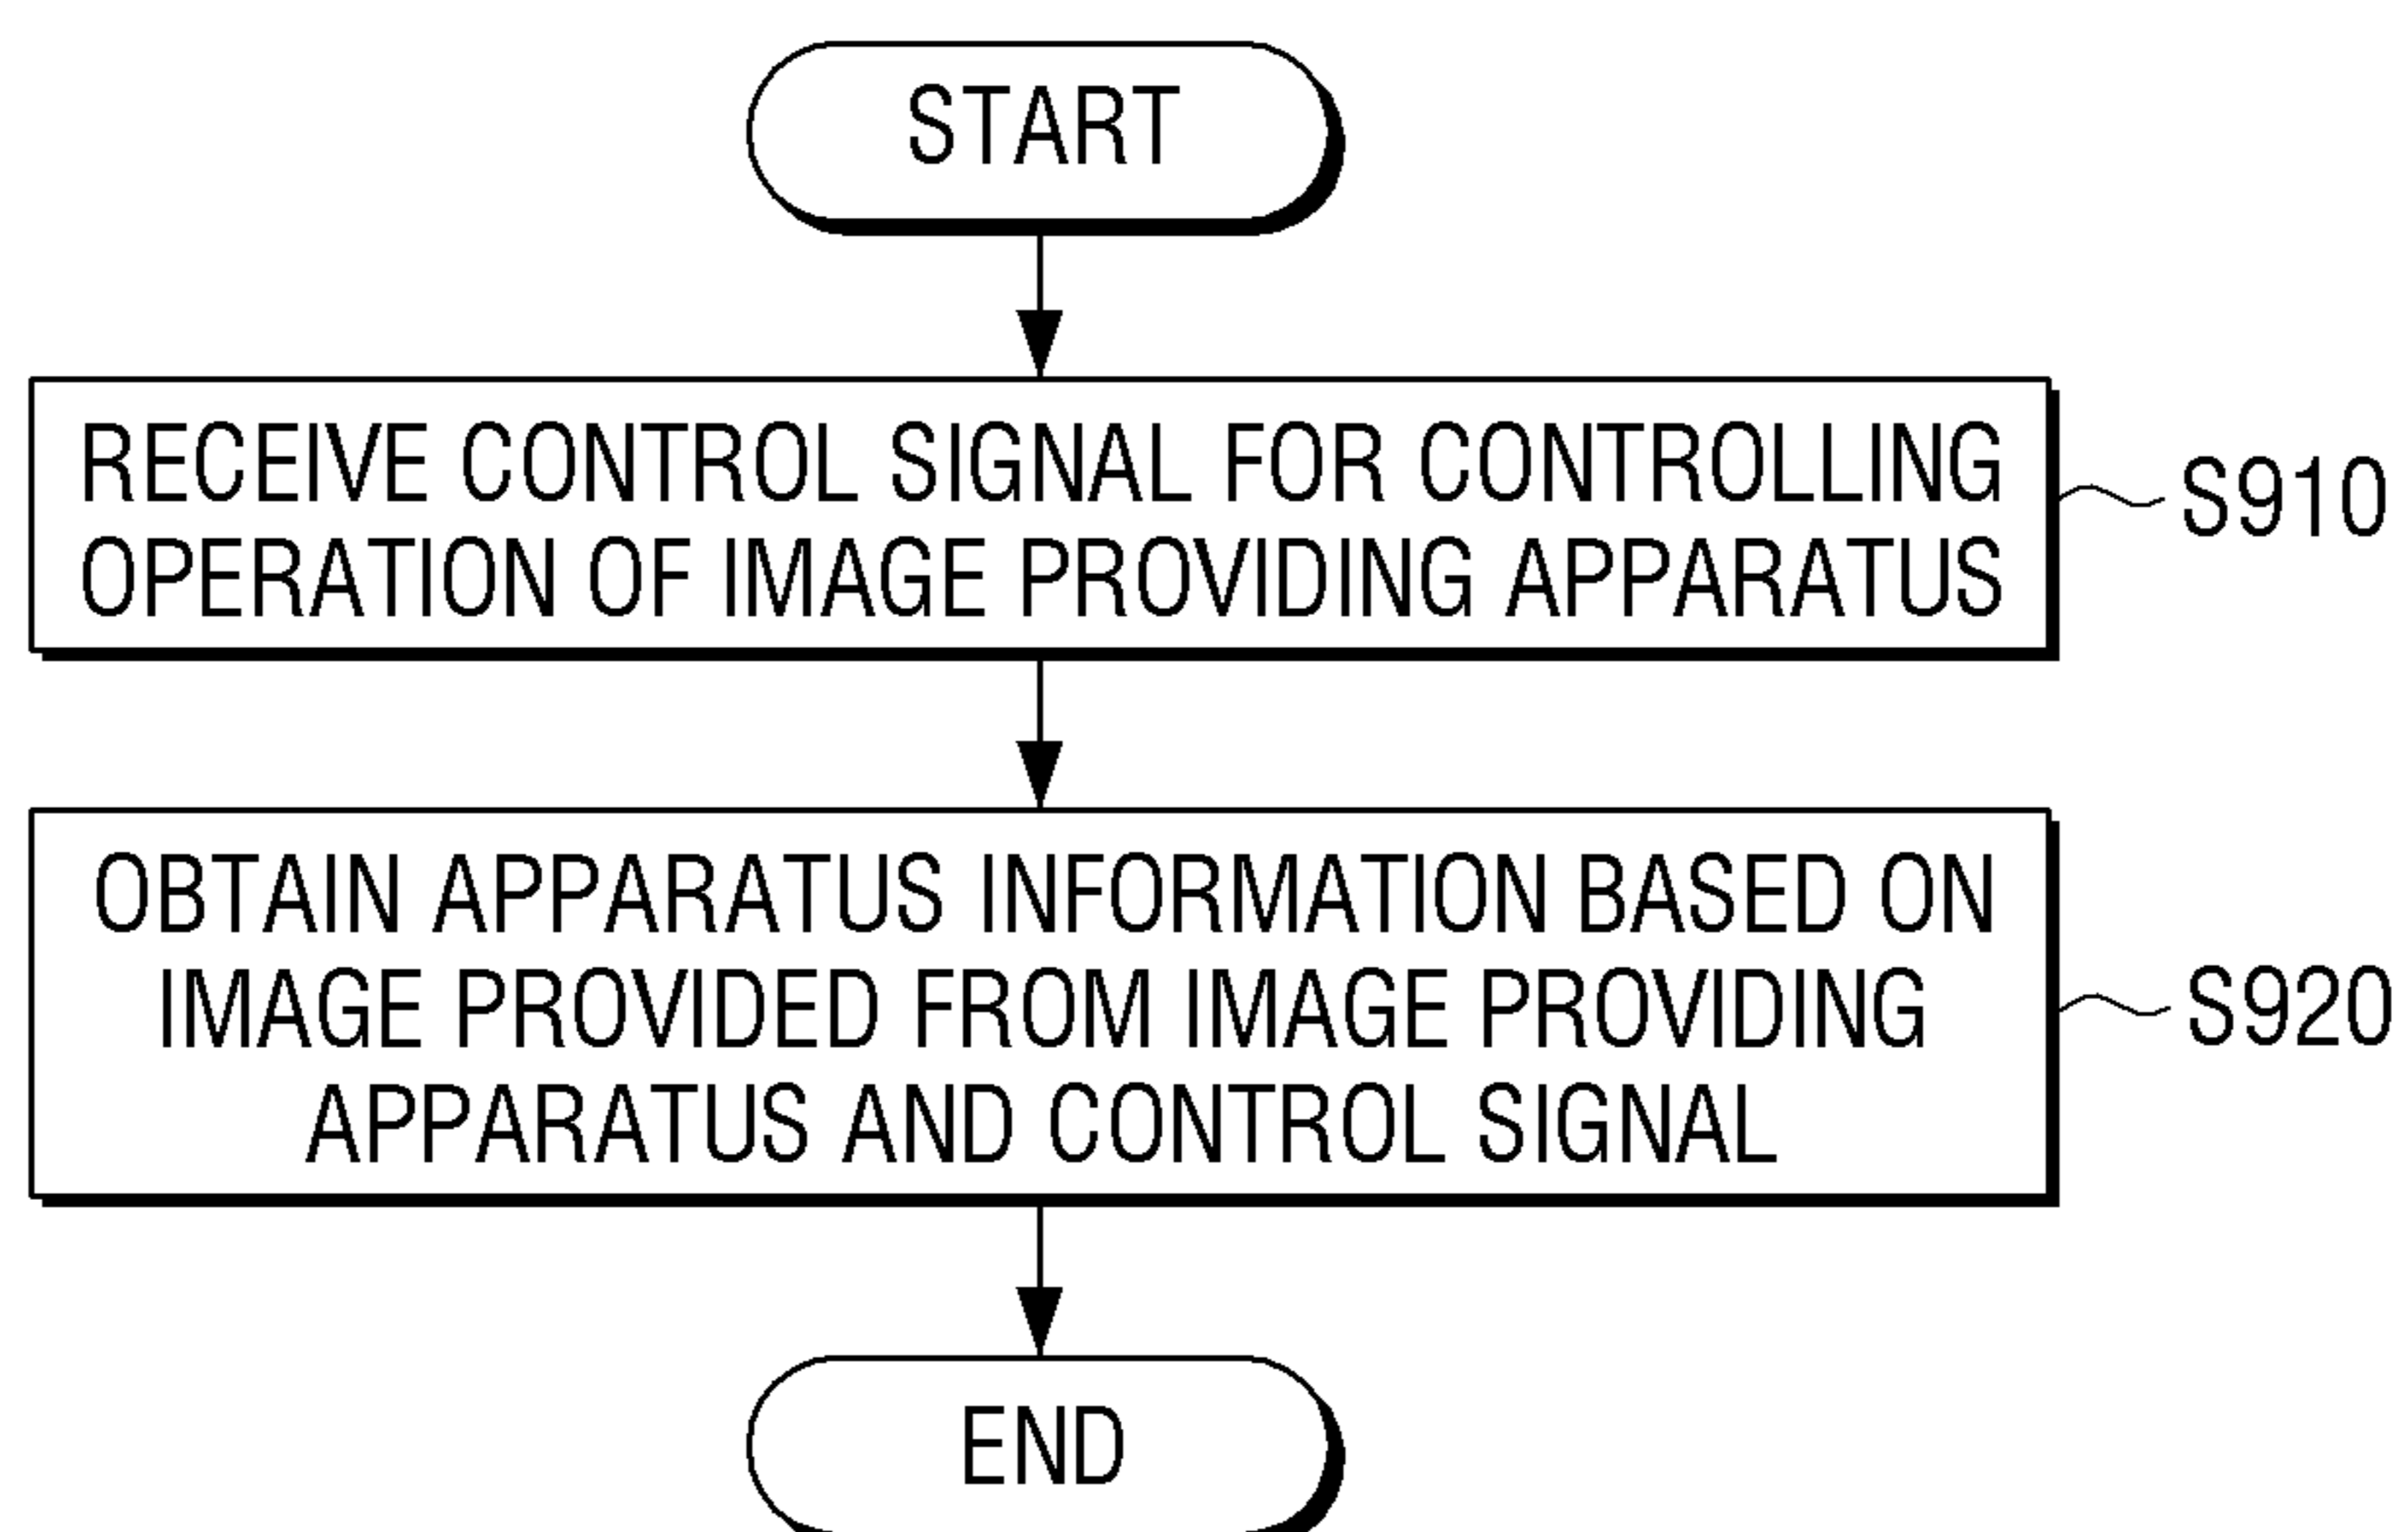 START
RECEIVE CONTROL SIGNAL FOR CONTROLLING
OPERATION OF IMAGE PROVIDING APPARATUS
S910
OBTAIN APPARATUS INFORMATION BASED ON
IMAGE PROVIDED FROM IMAGE PROVIDING
APPARATUS AND CONTROL SIGNAL
S920
END